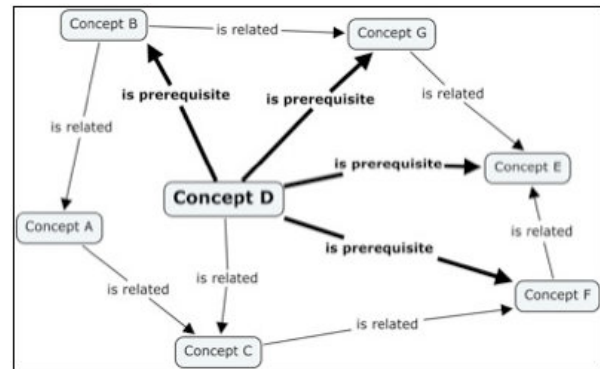 Concept B
is related
Concept G
is prerequisite
is prerequisite
is related
is related
is prerequisite
Concept E
Concept D
Concept A
is prerequisite
is related
is related
is related
Concept F
is related
Concept C